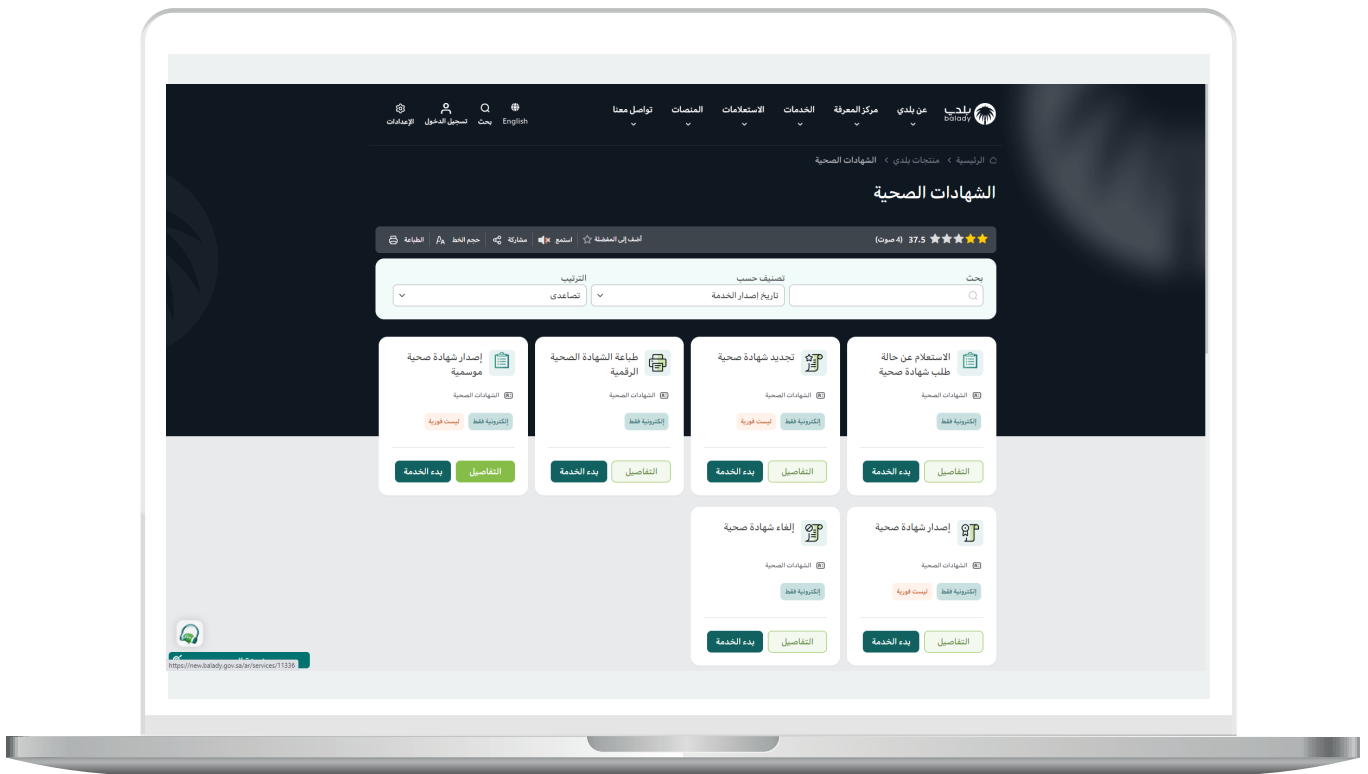 بلدي
balady
عن بلدي
مركز المعرفة
الخدمات
الاستعلامات
المنصات
تواصل معنا
English
بحث
تسجيل الدخول
الإعدادات
الرئيسية > منتجات بلدي > الشهادات الصحية
الشهادات الصحية
37.5 (4 صوت)
أضف إلى المفضلة
استمع
مشاركة
حجم الخط
الطباعة
بحث
تصنيف حسب
تاريخ إصدار الخدمة
الترتيب
تصاعدى
الاستعلام عن حالة
طلب شهادة صحية
الشهادات الصحية
إلكترونية فقط
التفاصيل
بدء الخدمة
تجديد شهادة صحية
الشهادات الصحية
إلكترونية فقط
ليست فورية
التفاصيل
بدء الخدمة
طباعة الشهادة الصحية
الرقمية
الشهادات الصحية
إلكترونية فقط
التفاصيل
بدء الخدمة
إصدار شهادة صحية
موسمية
الشهادات الصحية
إلكترونية فقط
ليست فورية
التفاصيل
بدء الخدمة
إصدار شهادة صحية
الشهادات الصحية
إلكترونية فقط
ليست فورية
التفاصيل
بدء الخدمة
إلغاء شهادة صحية
الشهادات الصحية
إلكترونية فقط
التفاصيل
بدء الخدمة
https://new.balady.gov.sa/ar/services/11336